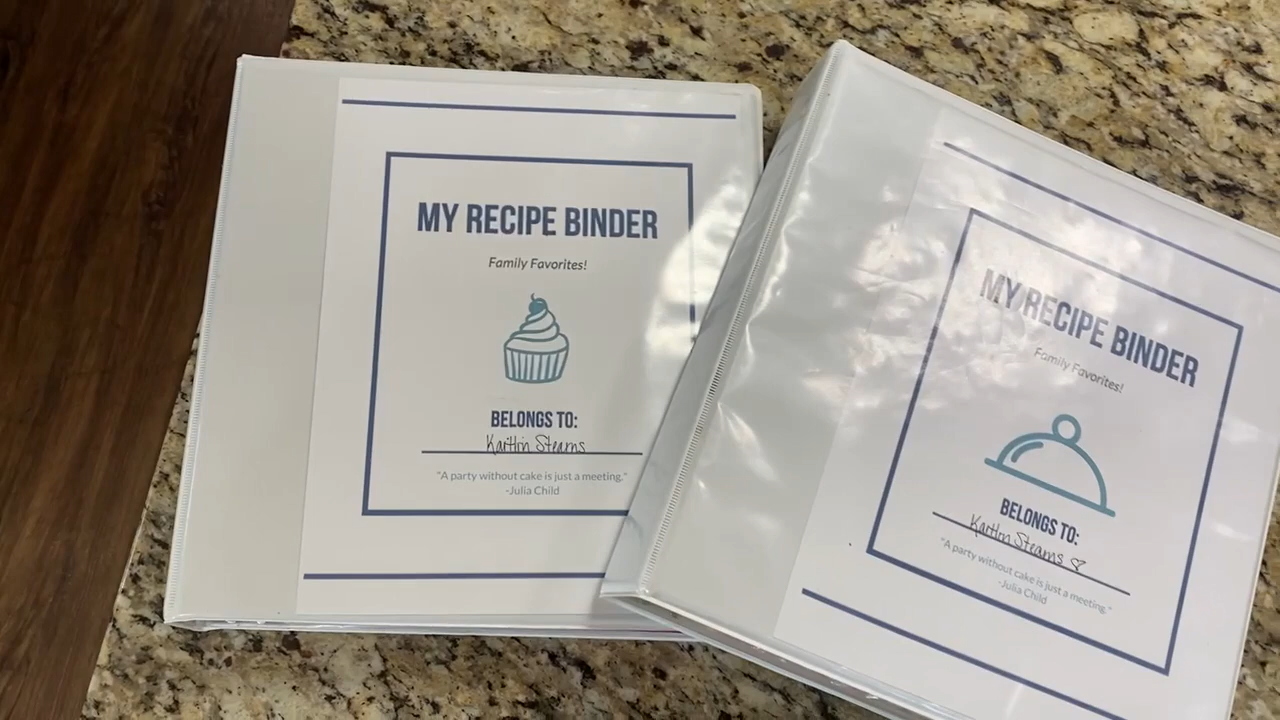 MY RECIPE BINDER
Family Favorites!
BELONGS TO:
Kaitlin Stearns
"A party without cake is just a meeting."
-Julia Child
MY RECIPE BINDER
Family Favorites!
BELONGS TO:
Kaitlin Stearns
"A party without cake is just a meeting."
-Julia Child